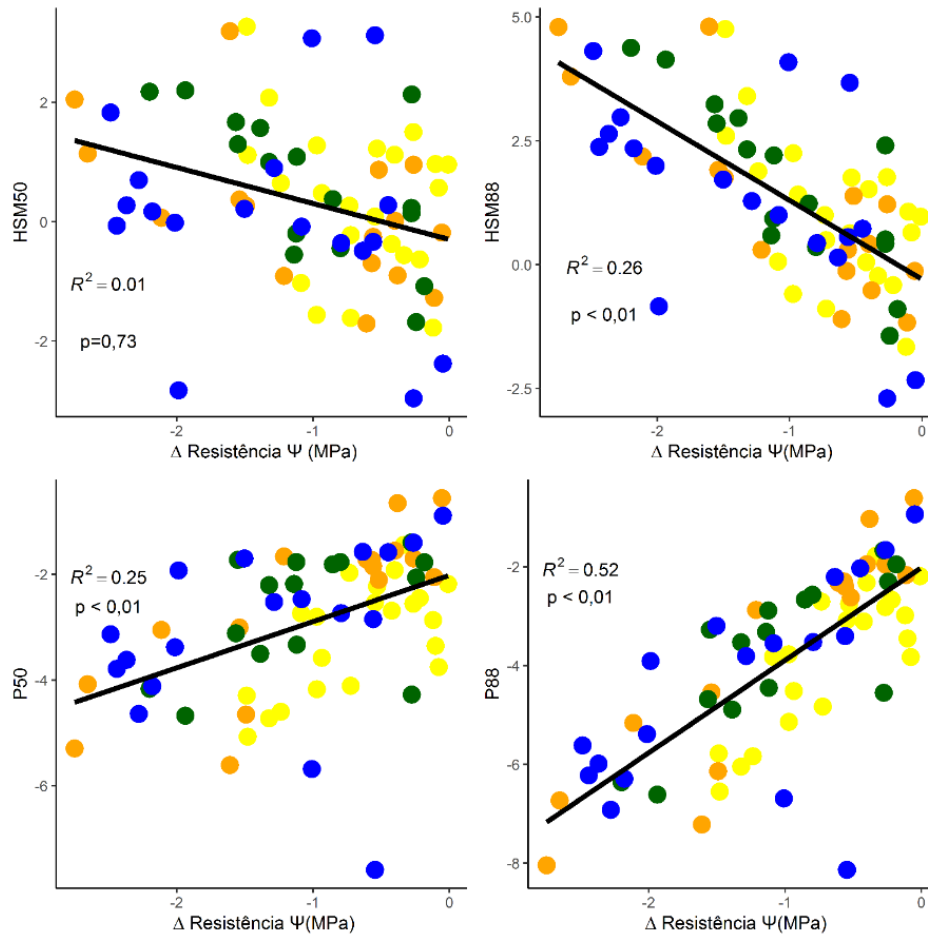 HSM50
2
0
-2
R² = 0.01
p=0,73
-2 -1 0
Δ Resistência Ψ (MPa)
HSM88
5.0
2.5
0.0
-2.5
R² = 0.26
p < 0,01
-2 -1 0
Δ Resistência Ψ(MPa)
P50
-2
-4
-6
R² = 0.25
p < 0,01
-2 -1 0
Δ Resistência Ψ(MPa)
P88
-2
-4
-6
-8
R² = 0.52
p < 0,01
-2 -1 0
Δ Resistência Ψ(MPa)